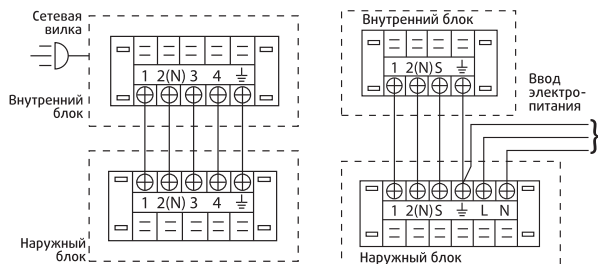 Сетевая
вилка
1 2(N) 3 4
Внутренний
блок
1 2(N) 3 4
Наружный
блок
Внутренний блок
1 2(N) S
Ввод
электро-
питания
1 2(N) S L N
Наружный блок